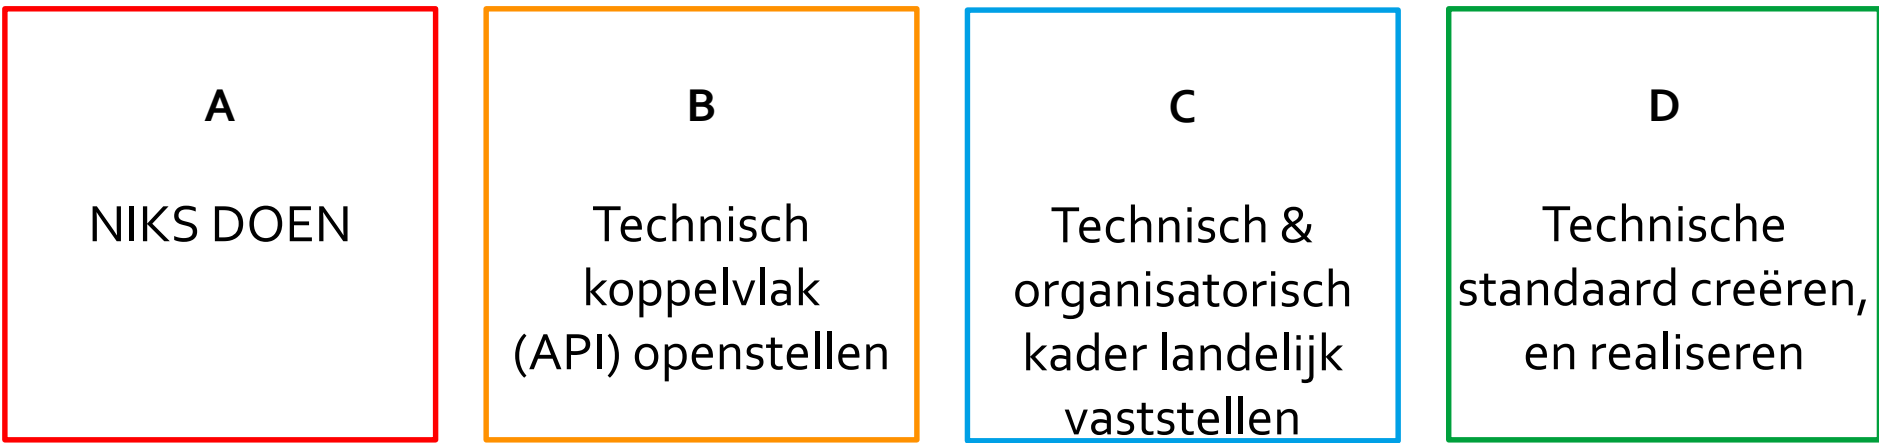 A
NIKS DOEN
B
Technisch
koppelvlak
(API) openstellen
C
Technisch &
organisatorisch
kader landelijk
vaststellen
D
Technische
standaard creëren,
en realiseren